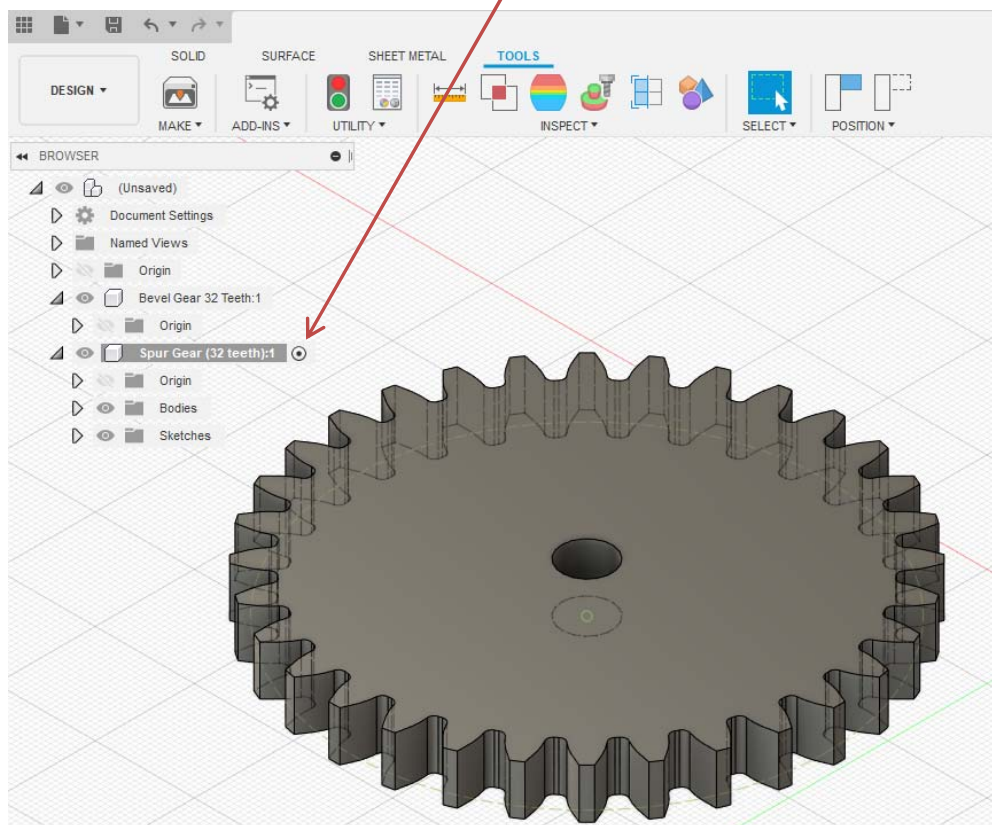 SOLID SURFACE SHEET METAL TOOLS
DESIGN
MAKE ADD-INS UTILITY INSPECT SELECT POSITION
BROWSER
(Unsaved)
Document Settings
Named Views
Origin
Bevel Gear 32 Teeth:1
Origin
Spur Gear (32 teeth):1
Origin
Bodies
Sketches